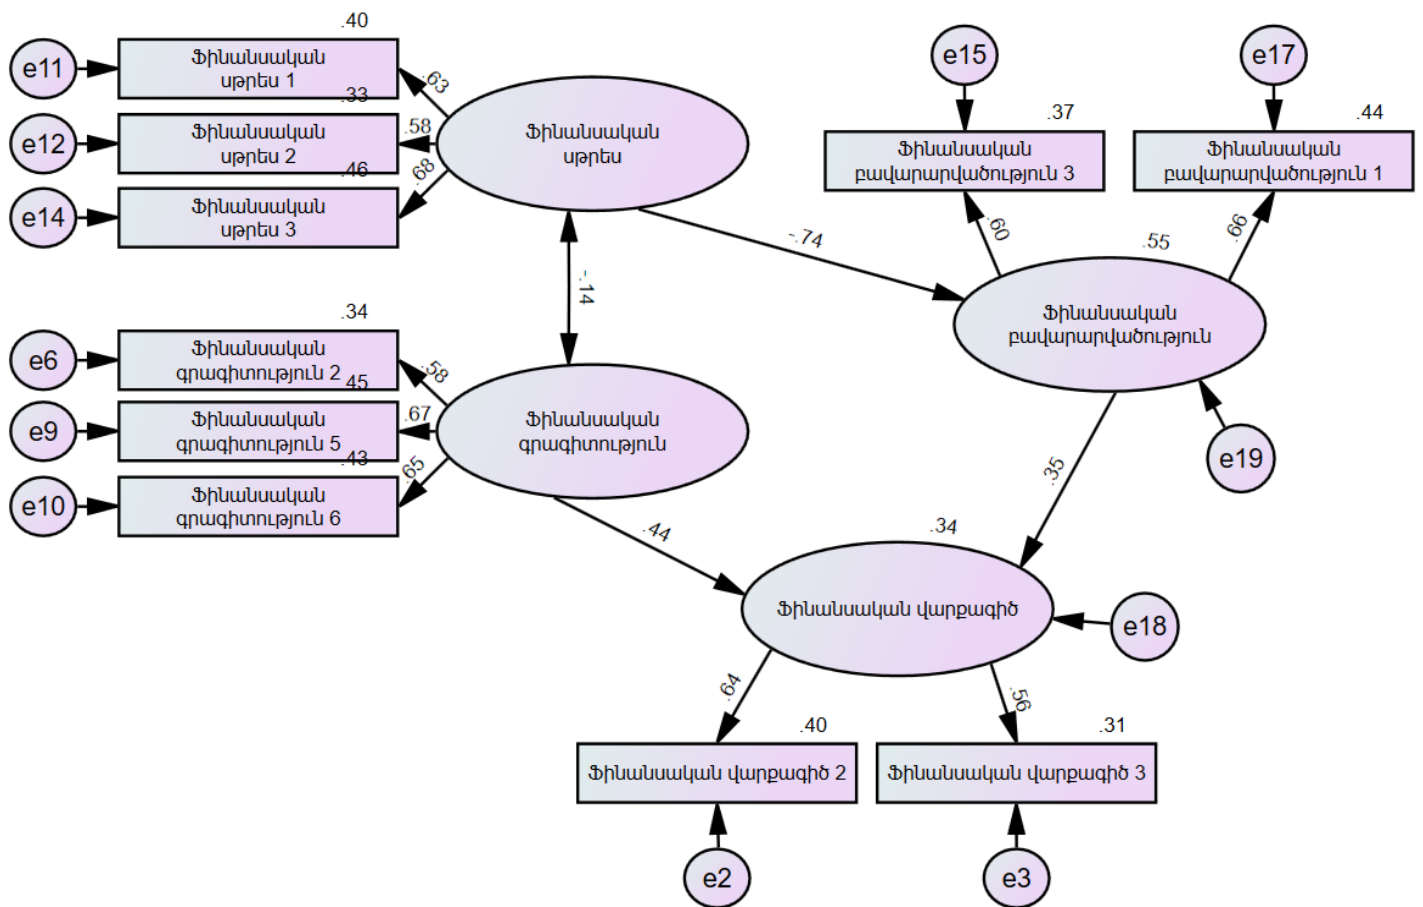 .40
e11
Ֆինանսական
սթրես 1
.63
.33
e12
Ֆինանսական
սթրես 2
.58
.46
e14
Ֆինանսական
սթրես 3
.68
Ֆինանսական
սթրես
e15
e17
.37
.44
Ֆինանսական
բավարարվածություն 3
Ֆինանսական
բավարարվածություն 1
.60
.66
-.74
.55
Ֆինանսական
բավարարվածություն
-.14
.34
e6
Ֆինանսական
գրագիտություն 2
.58
.45
e9
Ֆինանսական
գրագիտություն 5
.67
.43
e10
Ֆինանսական
գրագիտություն 6
.65
Ֆինանսական
գրագիտություն
e19
.35
.44
.34
Ֆինանսական վարքագիծ
e18
.64
.56
.40
.31
Ֆինանսական վարքագիծ 2
Ֆինանսական վարքագիծ 3
e2
e3